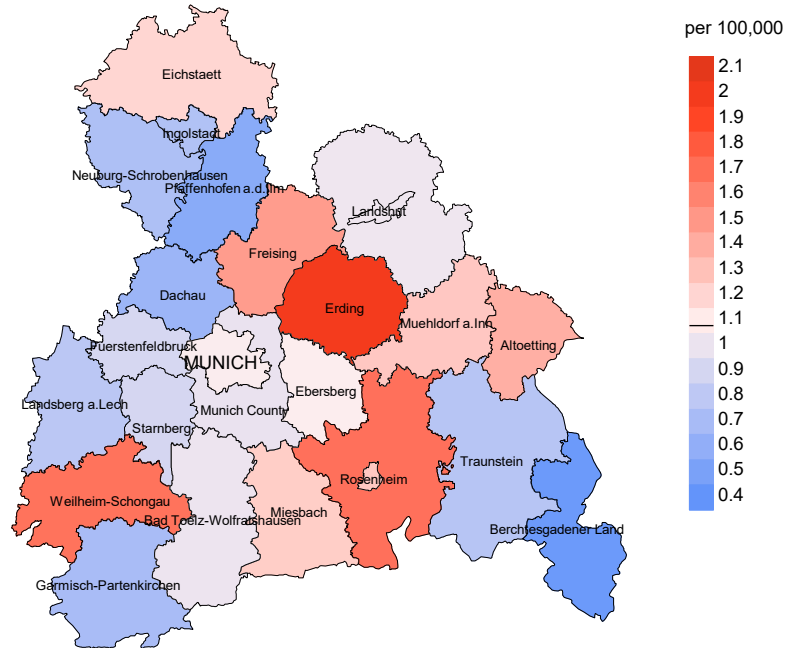 per 100,000
2.1
2
1.9
1.8
1.7
1.6
1.5
1.4
1.3
1.2
1.1
1
0.9
0.8
0.7
0.6
0.5
0.4
Eichstaett
Ingolstadt
Neuburg-Schrobenhausen
Pfaffenhofen a.d.Ilm
Landshut
Freising
Dachau
Erding
Muehldorf a.Inn
Altoetting
Fuerstenfeldbruck
MUNICH
Ebersberg
Landsberg a.Lech
Munich County
Starnberg
Traunstein
Rosenheim
Weilheim-Schongau
Miesbach
Bad Toelz-Wolfratshausen
Berchtesgadener Land
Garmisch-Partenkirchen